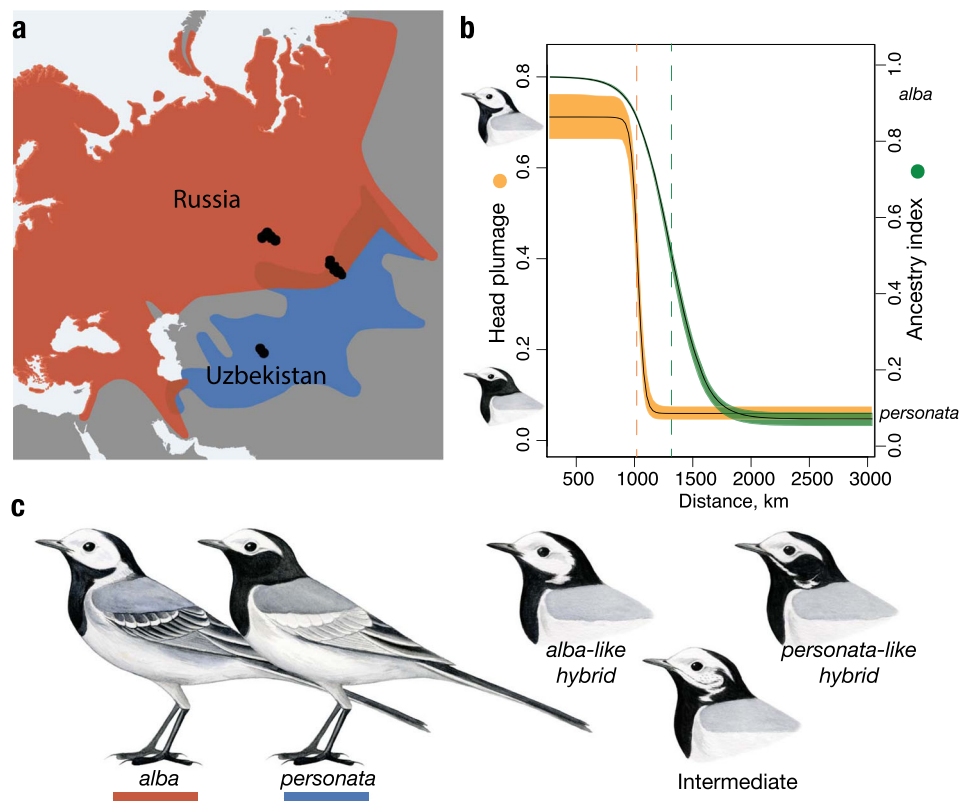 a
Russia
Uzbekistan
b
Head plumage
0.0
0.2
0.4
0.6
0.8
500
1000
1500
2000
2500
3000
Distance, km
0.0
0.2
0.4
0.6
0.8
1.0
Ancestry index
alba
personata
c
alba
personata
alba-like
hybrid
personata-like
hybrid
Intermediate